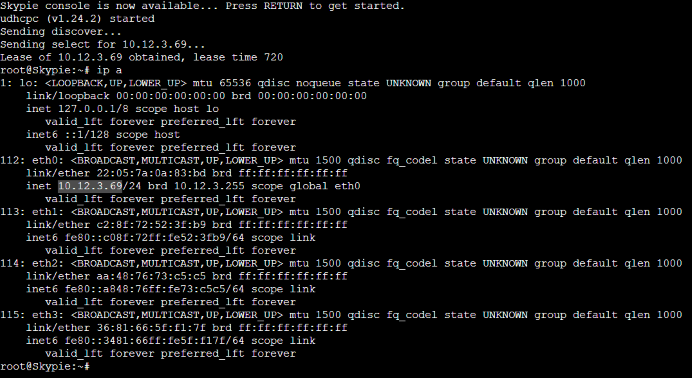 Skypie console is now available... Press RETURN to get started.
udhcpc (v1.24.2) started
Sending discover...
Sending select for 10.12.3.69...
Lease of 10.12.3.69 obtained, lease time 720
root@Skypie:~# ip a
1: lo: <LOOPBACK,UP,LOWER_UP> mtu 65536 qdisc noqueue state UNKNOWN group default qlen 1000
    link/loopback 00:00:00:00:00:00 brd 00:00:00:00:00:00
    inet 127.0.0.1/8 scope host lo
       valid_lft forever preferred_lft forever
    inet6 ::1/128 scope host
       valid_lft forever preferred_lft forever
112: eth0: <BROADCAST,MULTICAST,UP,LOWER_UP> mtu 1500 qdisc fq_codel state UNKNOWN group default qlen 1000
    link/ether 22:05:7a:0a:83:bd brd ff:ff:ff:ff:ff:ff
    inet 10.12.3.69/24 brd 10.12.3.255 scope global eth0
       valid_lft forever preferred_lft forever
113: eth1: <BROADCAST,MULTICAST,UP,LOWER_UP> mtu 1500 qdisc fq_codel state UNKNOWN group default qlen 1000
    link/ether c2:8f:72:52:3f:b9 brd ff:ff:ff:ff:ff:ff
    inet6 fe80::c08f:72ff:fe52:3fb9/64 scope link
       valid_lft forever preferred_lft forever
114: eth2: <BROADCAST,MULTICAST,UP,LOWER_UP> mtu 1500 qdisc fq_codel state UNKNOWN group default qlen 1000
    link/ether aa:48:76:73:c5:c5 brd ff:ff:ff:ff:ff:ff
    inet6 fe80::a848:76ff:fe73:c5c5/64 scope link
       valid_lft forever preferred_lft forever
115: eth3: <BROADCAST,MULTICAST,UP,LOWER_UP> mtu 1500 qdisc fq_codel state UNKNOWN group default qlen 1000
    link/ether 36:81:66:5f:f1:7f brd ff:ff:ff:ff:ff:ff
    inet6 fe80::3481:66ff:fe5f:f17f/64 scope link
       valid_lft forever preferred_lft forever
root@Skypie:~#